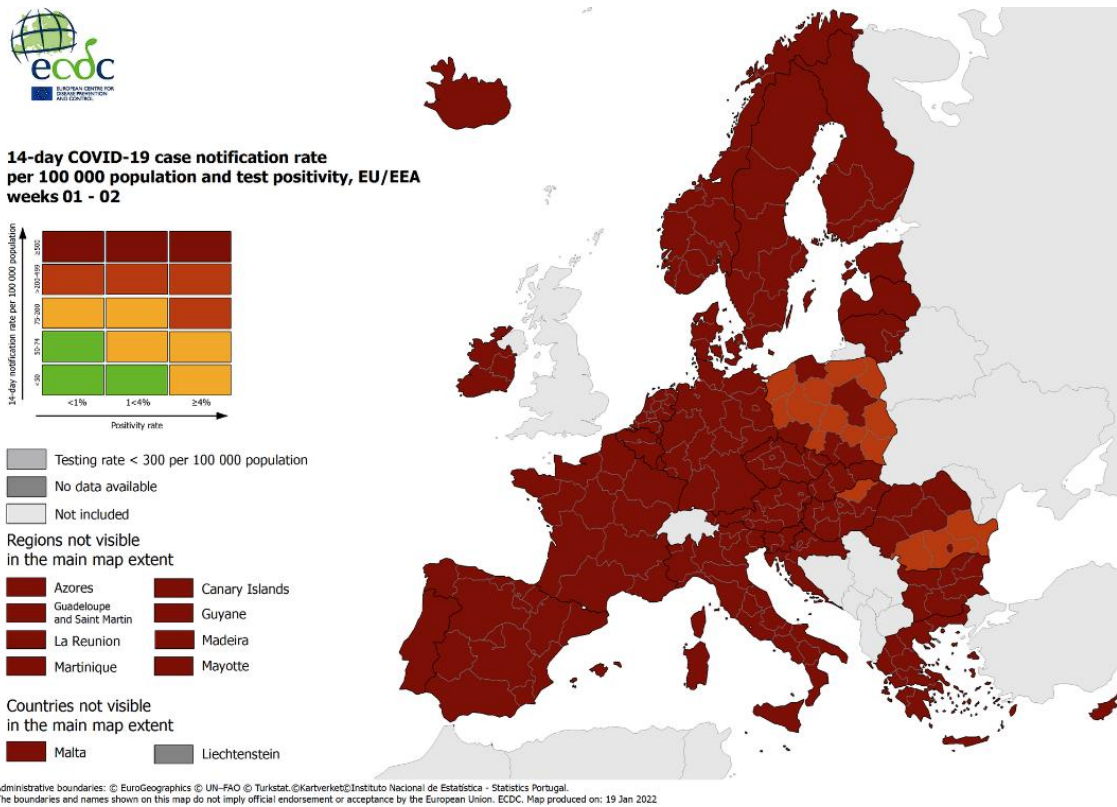 ecdc
EUROPEAN CENTRE FOR
DISEASE PREVENTION
AND CONTROL
14-day COVID-19 case notification rate
per 100 000 population and test positivity, EU/EEA
weeks 01 - 02
14-day notification rate per 100 000 population
≥500
>200-499
75-200
50-74
<50
<1%
1<4%
≥4%
Positivity rate
Testing rate < 300 per 100 000 population
No data available
Not included
Regions not visible
in the main map extent
Azores
Canary Islands
Guadeloupe
and Saint Martin
Guyane
La Reunion
Madeira
Martinique
Mayotte
Countries not visible
in the main map extent
Malta
Liechtenstein
dministrative boundaries: © EuroGeographics © UN–FAO © Turkstat.©Kartverket©Instituto Nacional de Estatística - Statistics Portugal.
The boundaries and names shown on this map do not imply official endorsement or acceptance by the European Union. ECDC. Map produced on: 19 Jan 2022